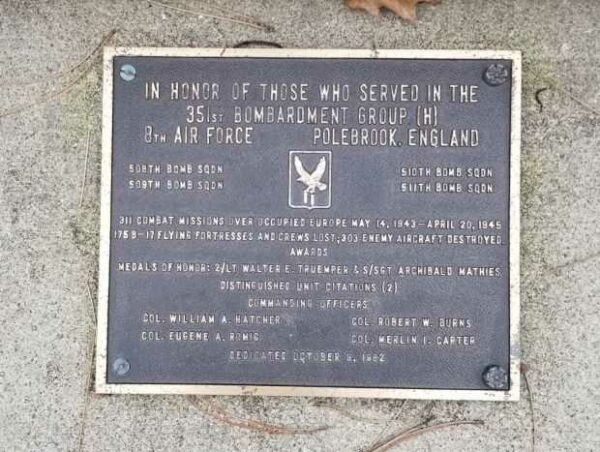 IN HONOR OF THOSE WHO SERVED IN THE
351ST BOMBARDMENT GROUP (H)
8TH AIR FORCE POLEBROOK, ENGLAND
508TH BOMB SQDN 510TH BOMB SQDN
509TH BOMB SQDN 511TH BOMB SQDN
311 COMBAT MISSIONS OVER OCCUPIED EUROPE MAY 14, 1943-APRIL 20, 1945
175 B-17 FLYING FORTRESSES AND CREWS LOST; 303 ENEMY AIRCRAFT DESTROYED
AWARDS
MEDALS OF HONOR: 2/LT WALTER E. TRUEMPER & S/SGT ARCHIBALD MATHIES
DISTINGUISHED UNIT CITATIONS (2)
COMMANDING OFFICERS
COL. WILLIAM A. HATCHER COL. ROBERT W. BURNS
COL. EUGENE A. ROMIG COL. MERLIN I. CARTER
DEDICATED OCTOBER 9, 1982